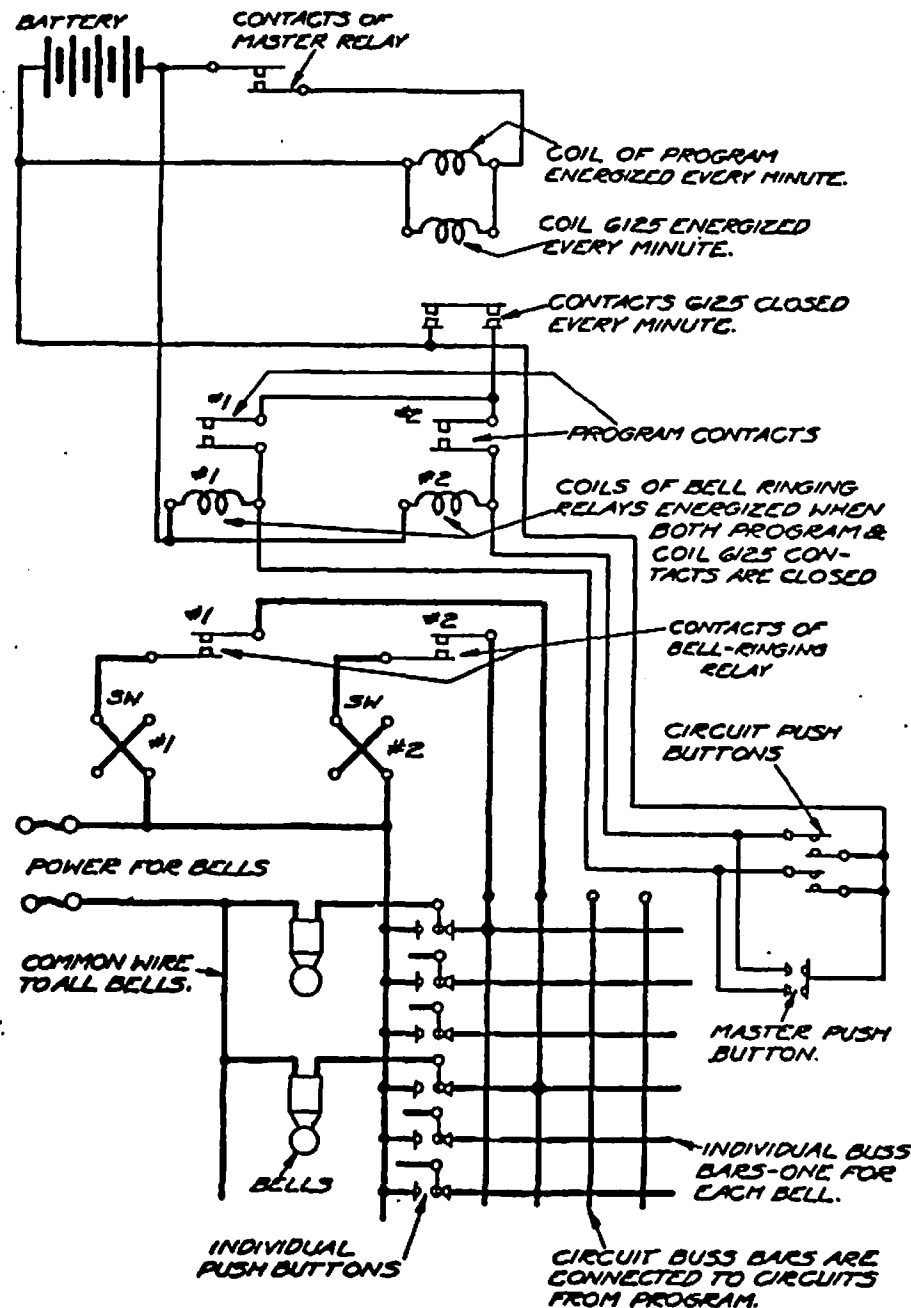 BATTERY
CONTACTS OF
MASTER RELAY
COIL OF PROGRAM
ENERGIZED EVERY MINUTE.
COIL G125 ENERGIZED
EVERY MINUTE.
CONTACTS G125 CLOSED
EVERY MINUTE.
#1
#2
PROGRAM CONTACTS
#1
#2
COILS OF BELL RINGING
RELAYS ENERGIZED WHEN
BOTH PROGRAM &
COIL G125 CON-
TACTS ARE CLOSED
#1
#2
CONTACTS OF
BELL-RINGING
RELAY
SW
#1
SW
#2
CIRCUIT PUSH
BUTTONS
POWER FOR BELLS
COMMON WIRE
TO ALL BELLS.
MASTER PUSH
BUTTON.
BELLS
INDIVIDUAL BUSS
BARS-ONE FOR
EACH BELL.
INDIVIDUAL
PUSH BUTTONS
CIRCUIT BUSS BARS ARE
CONNECTED TO CIRCUITS
FROM PROGRAM.